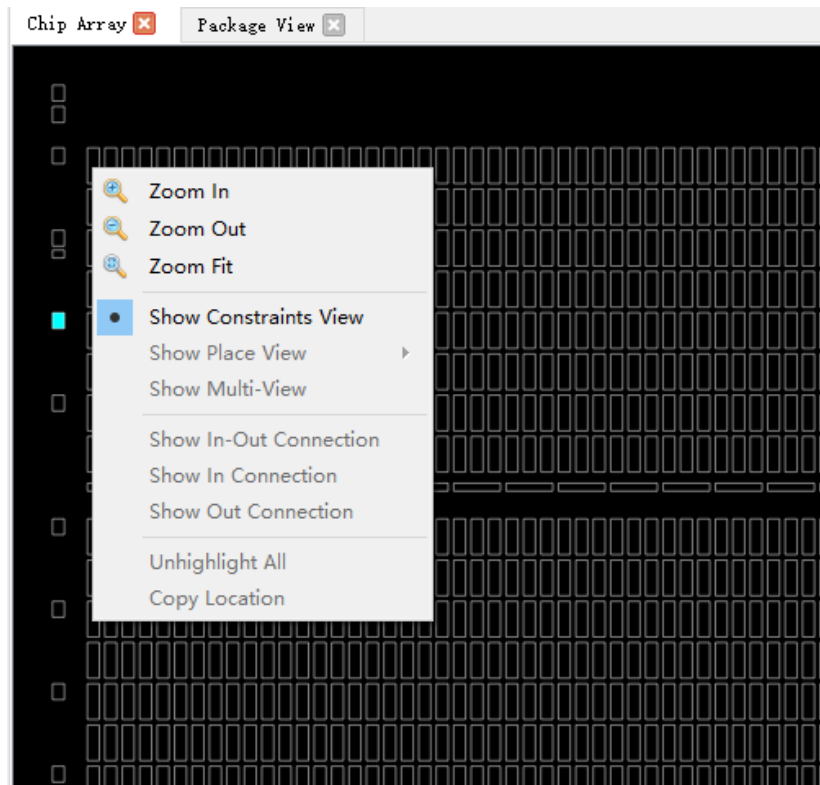 Chip Array Package View
Zoom In
Zoom Out
Zoom Fit
Show Constraints View
Show Place View
Show Multi-View
Show In-Out Connection
Show In Connection
Show Out Connection
Unhighlight All
Copy Location